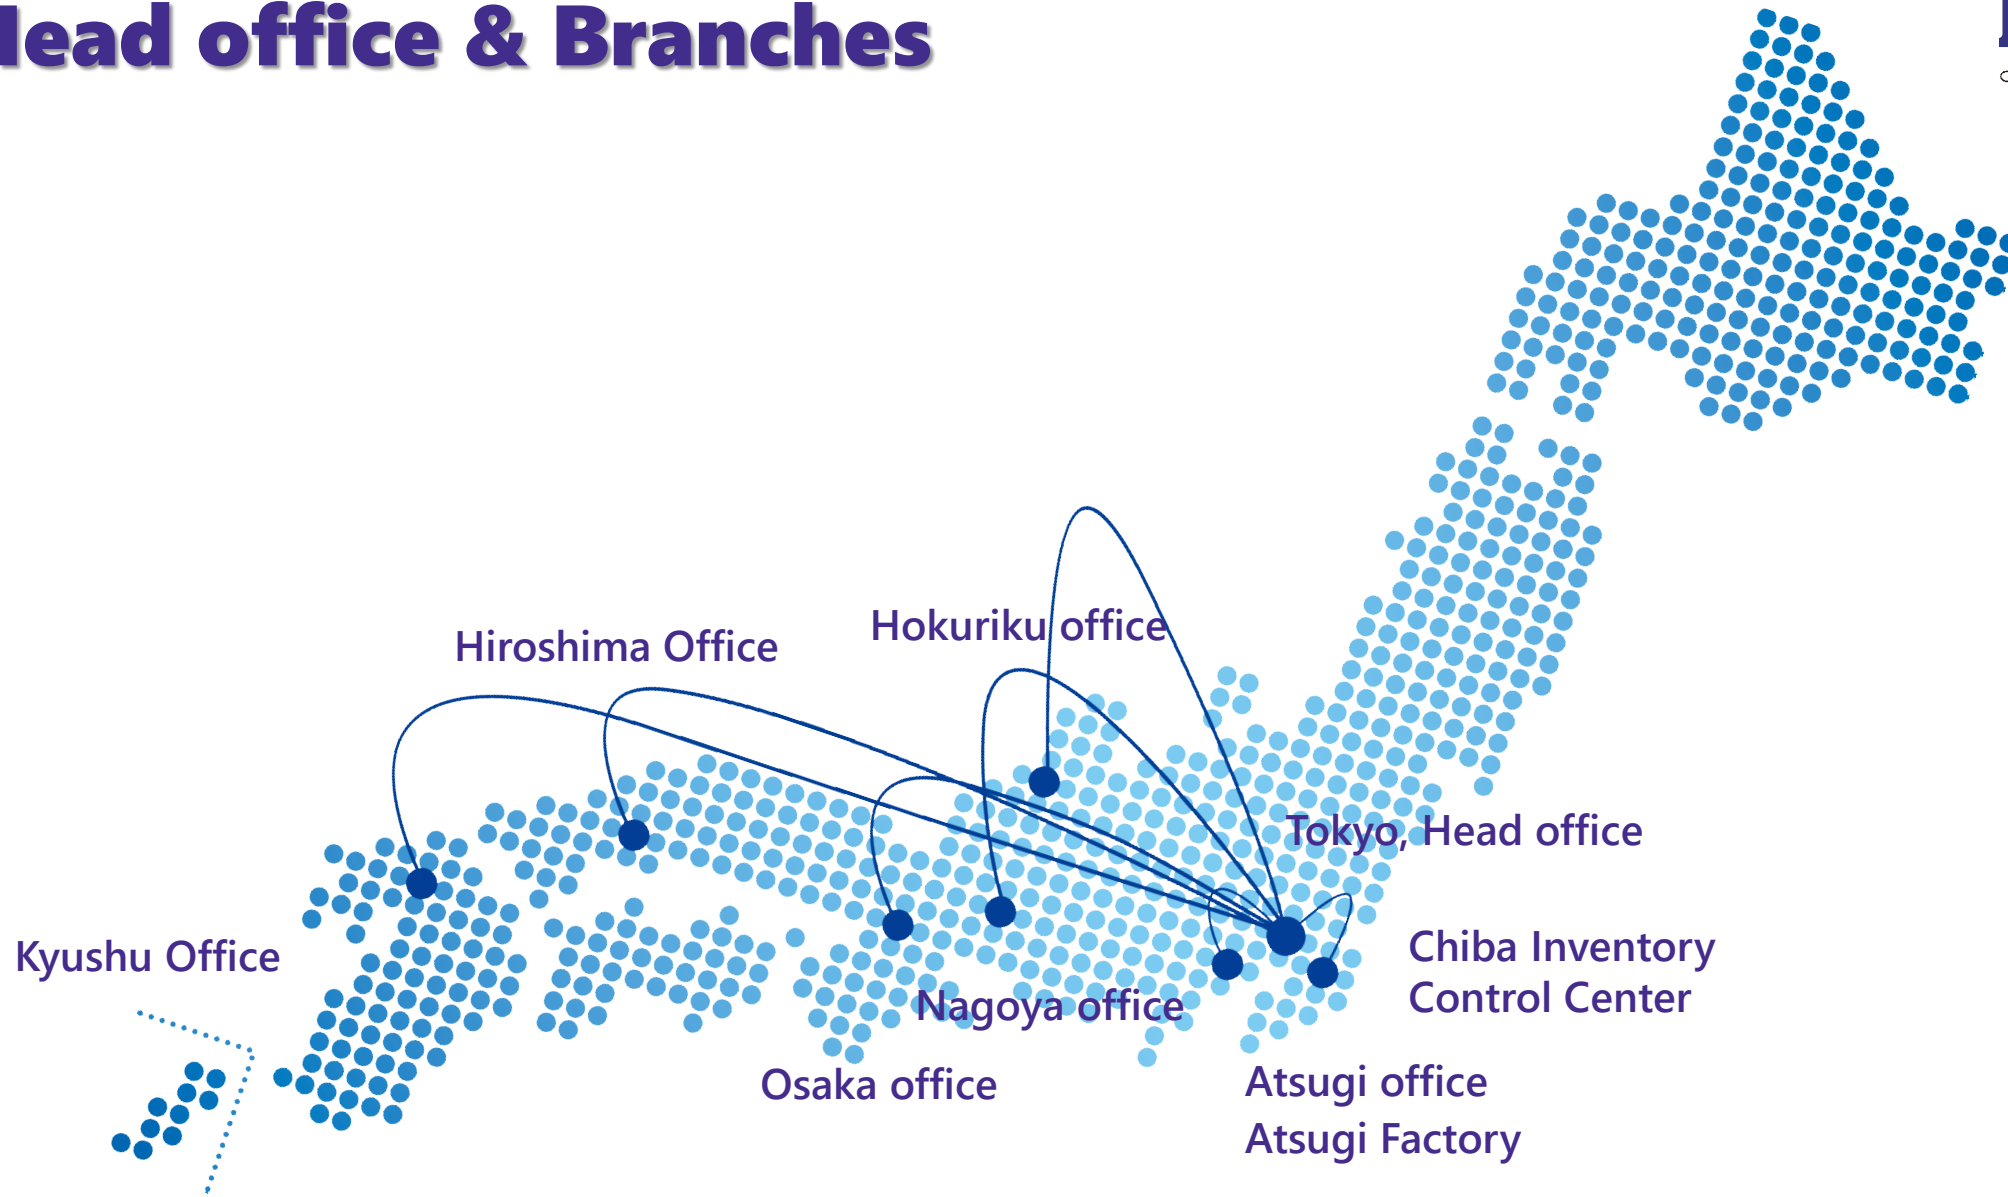 Head office & Branches
Hokuriku office
Hiroshima Office
Tokyo, Head office
Kyushu Office
Chiba Inventory
Control Center
Nagoya office
Osaka office
Atsugi office
Atsugi Factory